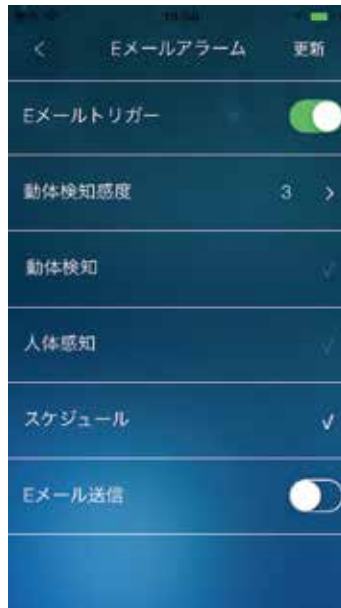 Eメールアラーム 更新
Eメールトリガー
動体検知感度 3 >
動体検知
人体感知
スケジュール
Eメール送信